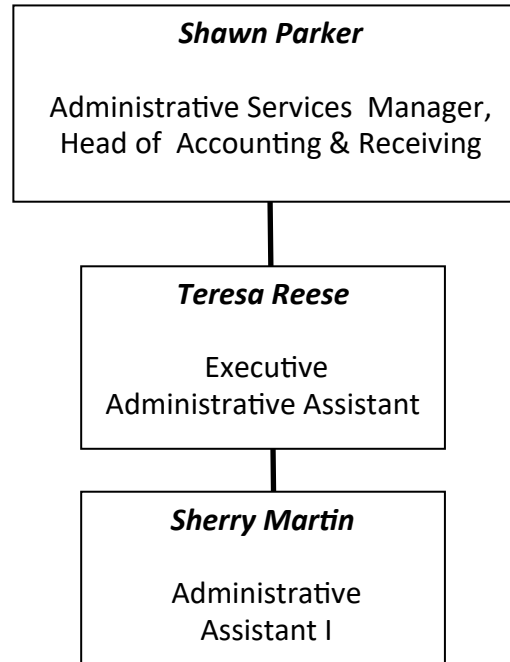 Shawn Parker
Administrative Services  Manager,
Head of  Accounting & Receiving
Teresa Reese
Executive
Administrative Assistant
Sherry Martin
Administrative
Assistant I